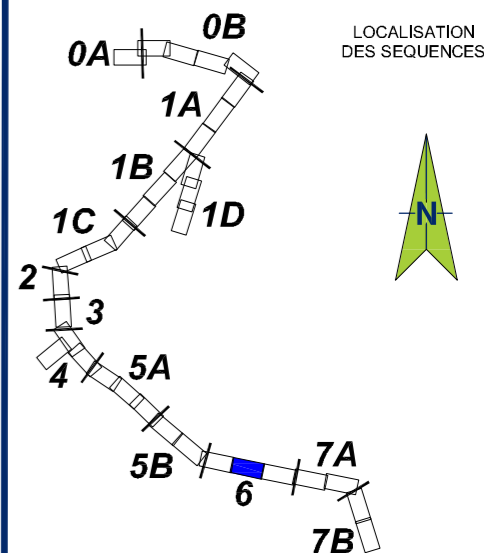 LOCALISATION
DES SEQUENCES
0B
0A
1A
1B
1D
1C
N
2
3
4
5A
5B
6
7A
7B